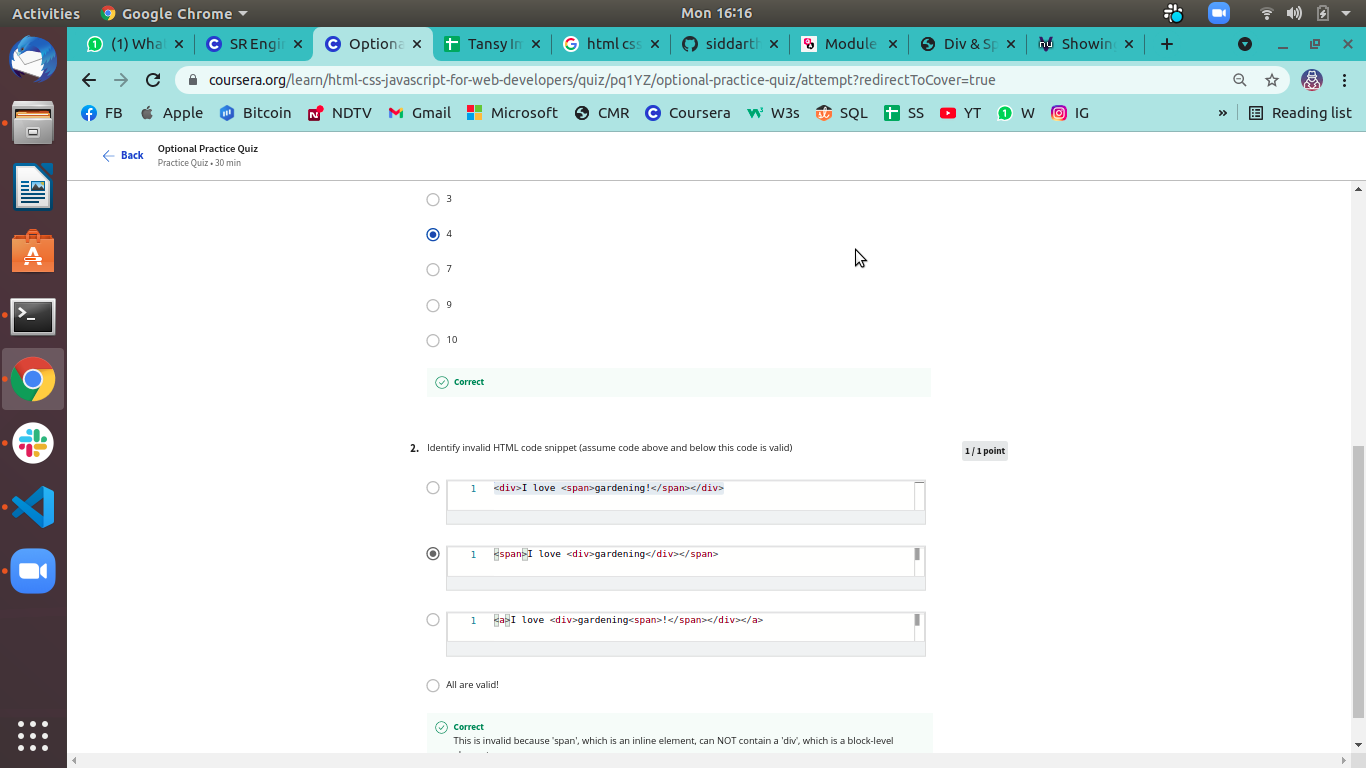 Activities Google Chrome Mon 16:16
(1) Wha SR Engi Optiona Tansy Im html css siddarth Module Div & Sp Showin
coursera.org/learn/html-css-javascript-for-web-developers/quiz/pq1YZ/optional-practice-quiz/attempt?redirectToCover=true
FB Apple Bitcoin NDTV Gmail Microsoft CMR Coursera W3s SQL SS YT W IG » Reading list
Back
Optional Practice Quiz
Practice Quiz • 30 min
3
4
7
9
10
Correct
2. Identify invalid HTML code snippet (assume code above and below this code is valid)
1 / 1 point
1 <div>I love <span>gardening!</span></div>
1 <span>I love <div>gardening</div></span>
1 <a>I love <div>gardening<span>!</span></div></a>
All are valid!
Correct
This is invalid because 'span', which is an inline element, can NOT contain a 'div', which is a block-level